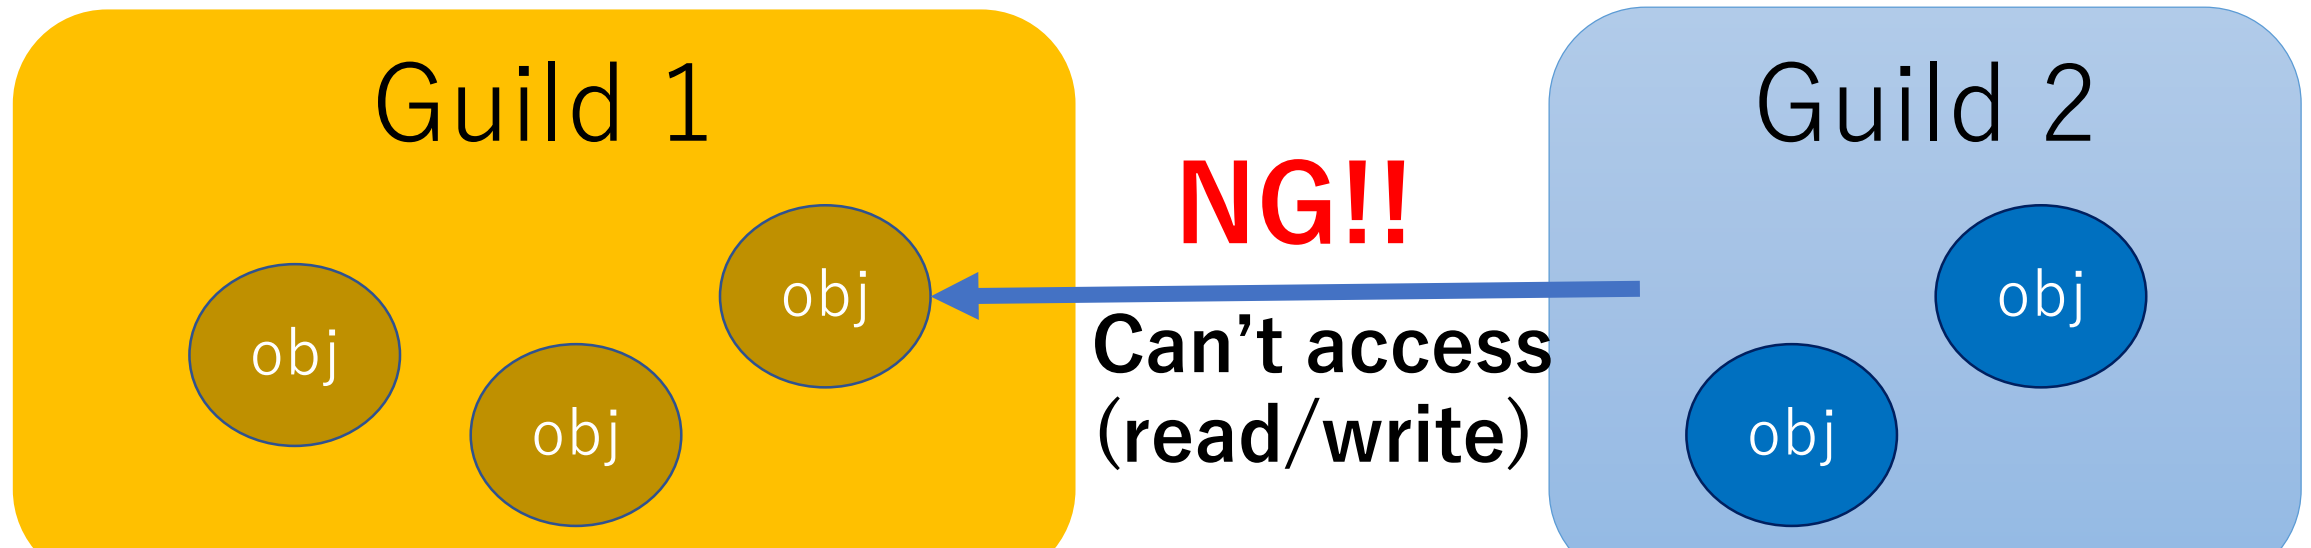 Guild 1
Guild 2
NG!!
obj
obj
obj
obj
obj
Can’t access
(read/write)